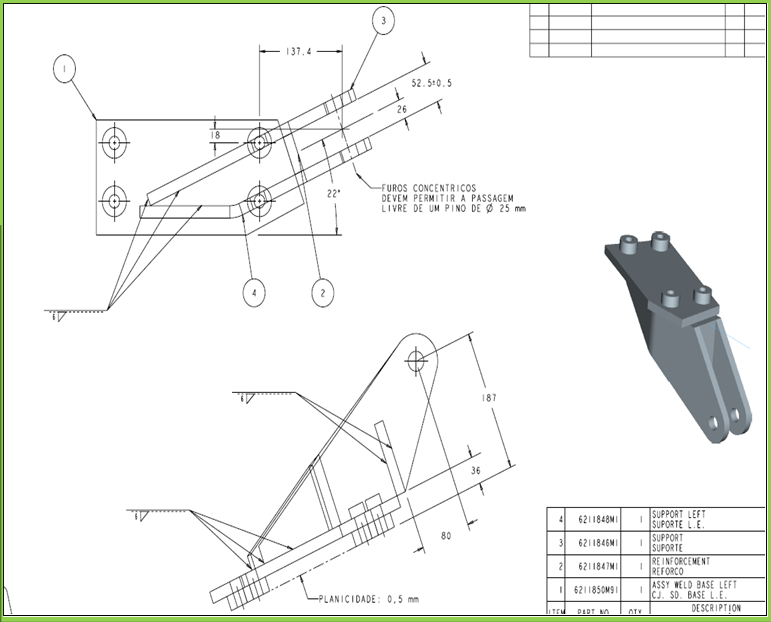 3
1
137.4
52.5±0.5
26
18
22°
FUROS CONCENTRICOS
DEVEM PERMITIR A PASSAGEM
LIVRE DE UM PINO DE Ø 25 mm
4
2
6
6
187
36
6
80
PLANICIDADE: 0,5 mm
4 6211848M1 1 SUPPORT LEFT
SUPORTE L.E.
3 6211846M1 1 SUPPORT
SUPORTE
2 6211847M1 1 REINFORCEMENT
REFORCO
1 6211850M91 1 ASSY WELD BASE LEFT
CJ. SD. BASE L.E.
ITEM PART NO. QTY. DESCRIPTION